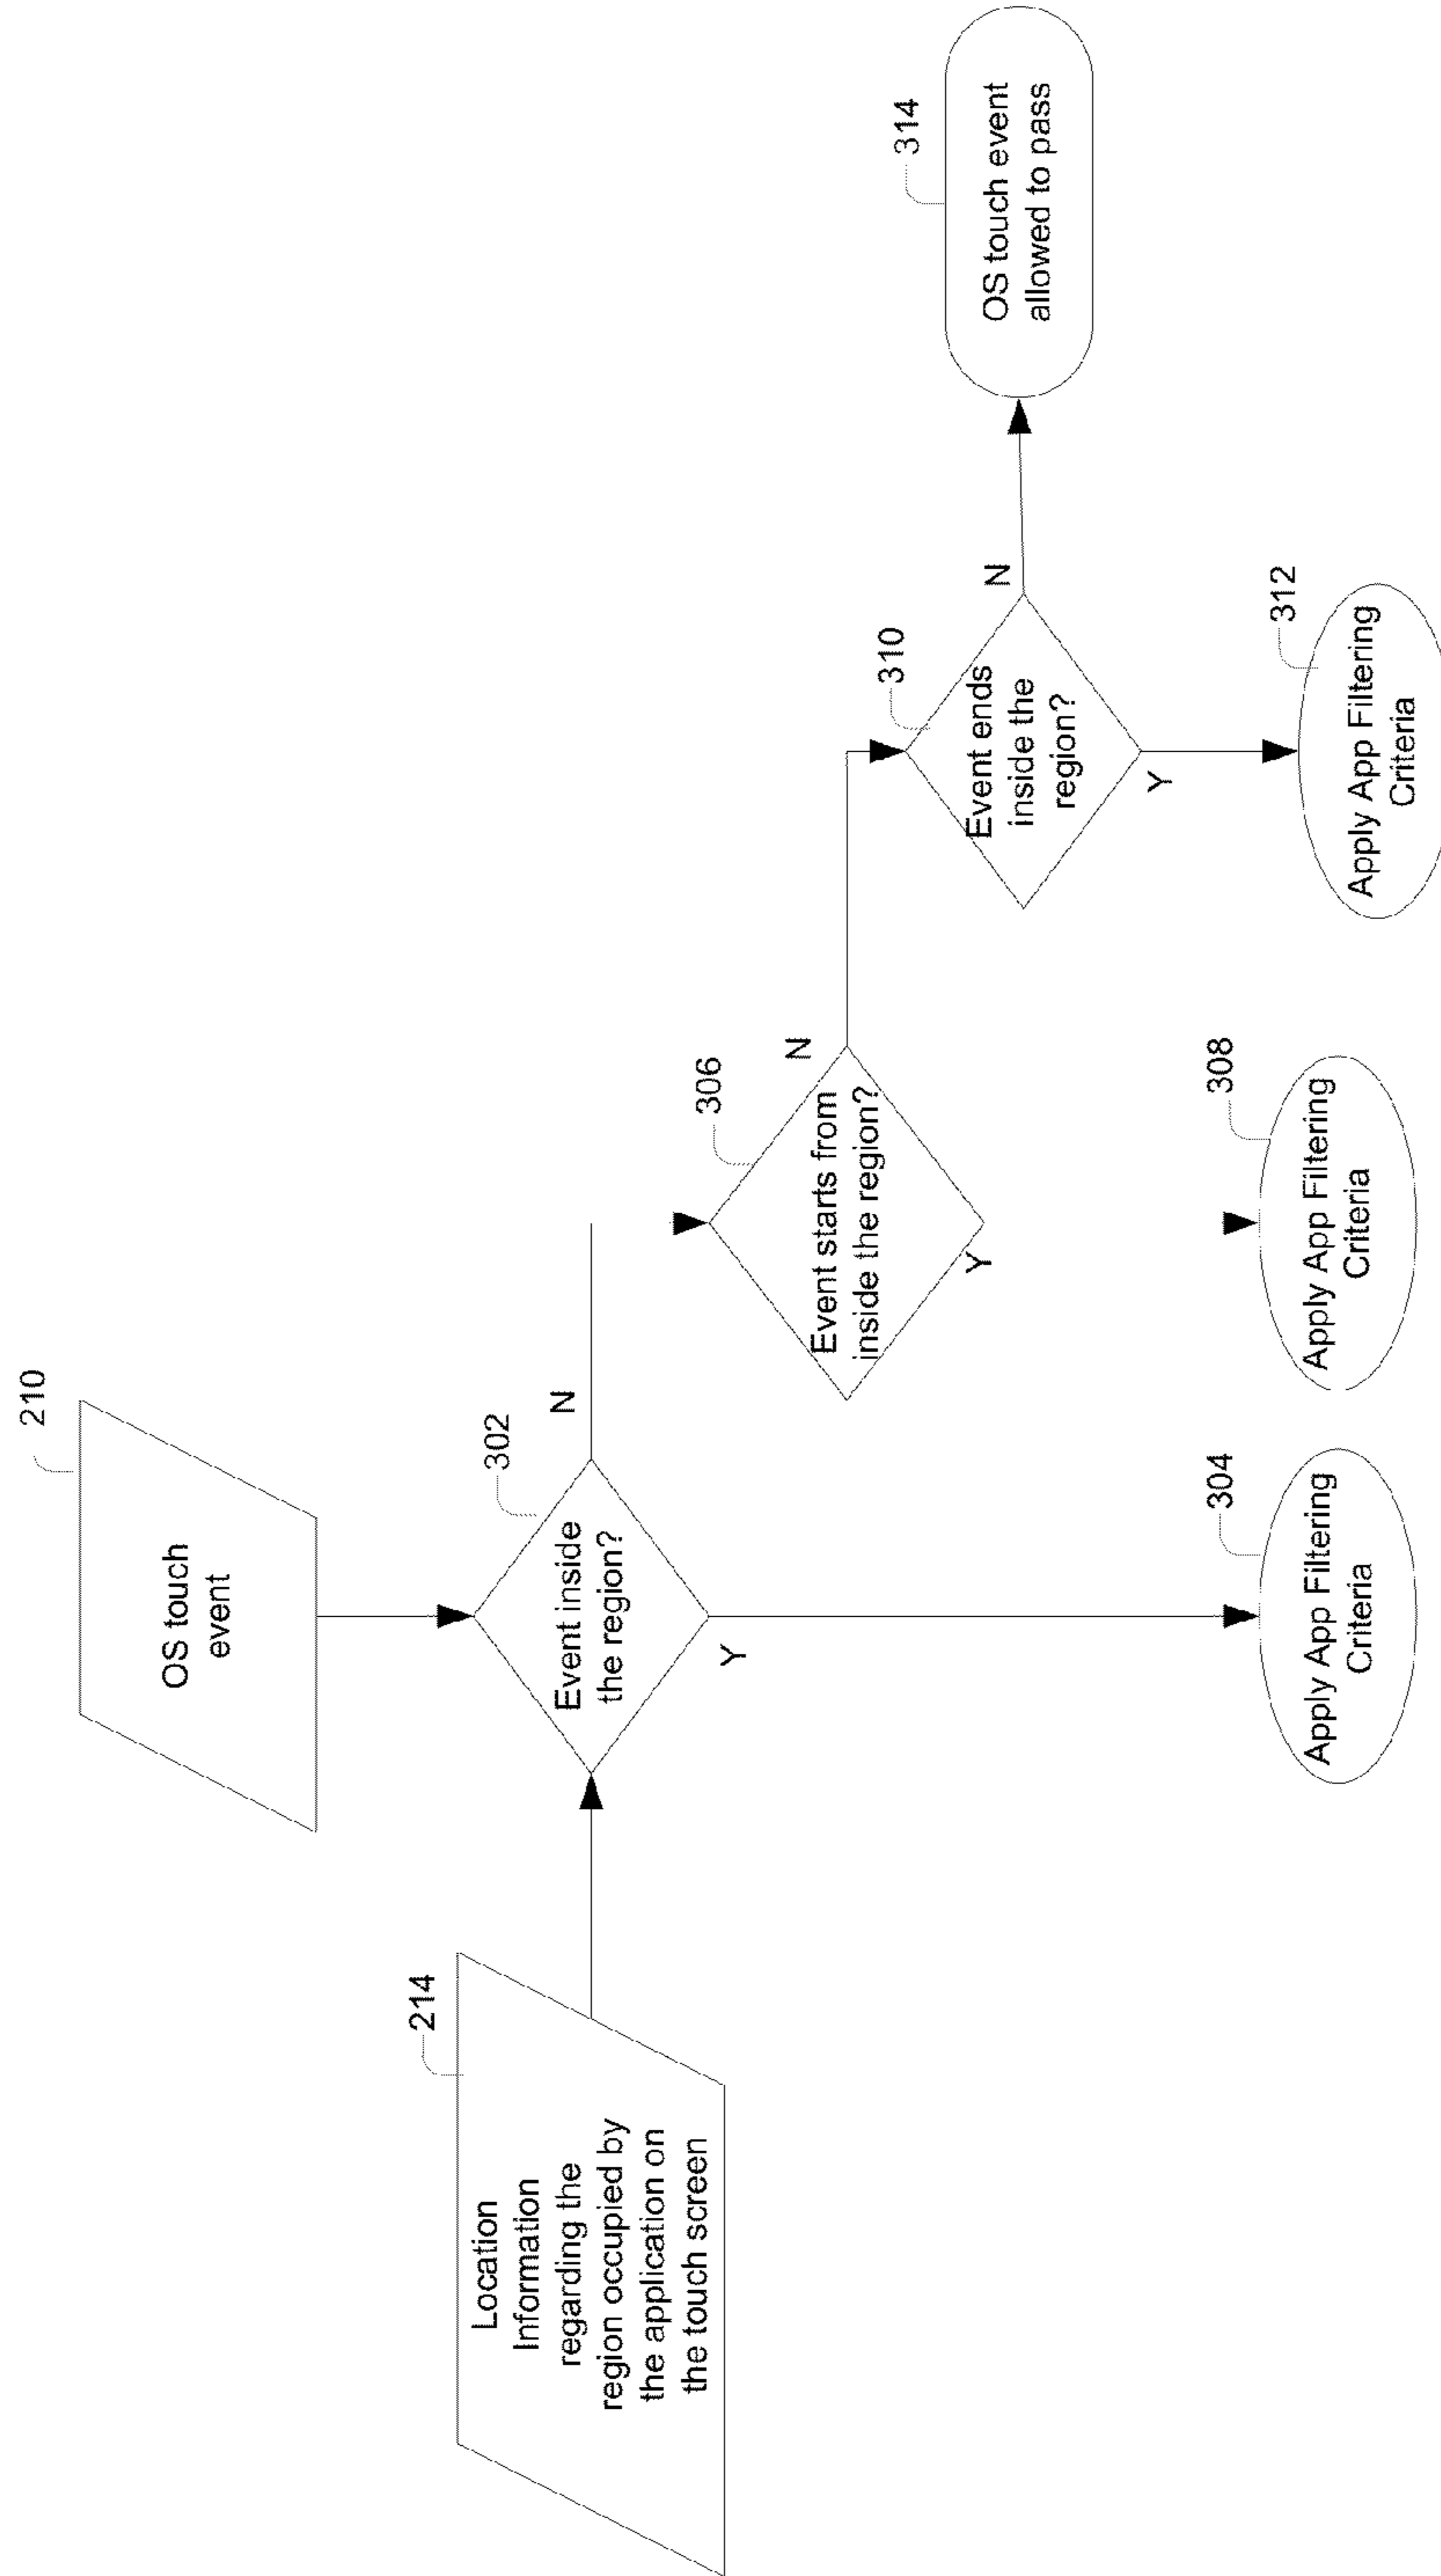 210
OS touch
event
214
Location
Information
regarding the
region occupied by
the application on
the touch screen
302
Event inside
the region?
N
Y
304
Apply App Filtering
Criteria
306
Event starts from
inside the region?
N
Y
308
Apply App Filtering
Criteria
310
Event ends
inside the
region?
N
Y
312
Apply App Filtering
Criteria
314
OS touch event
allowed to pass